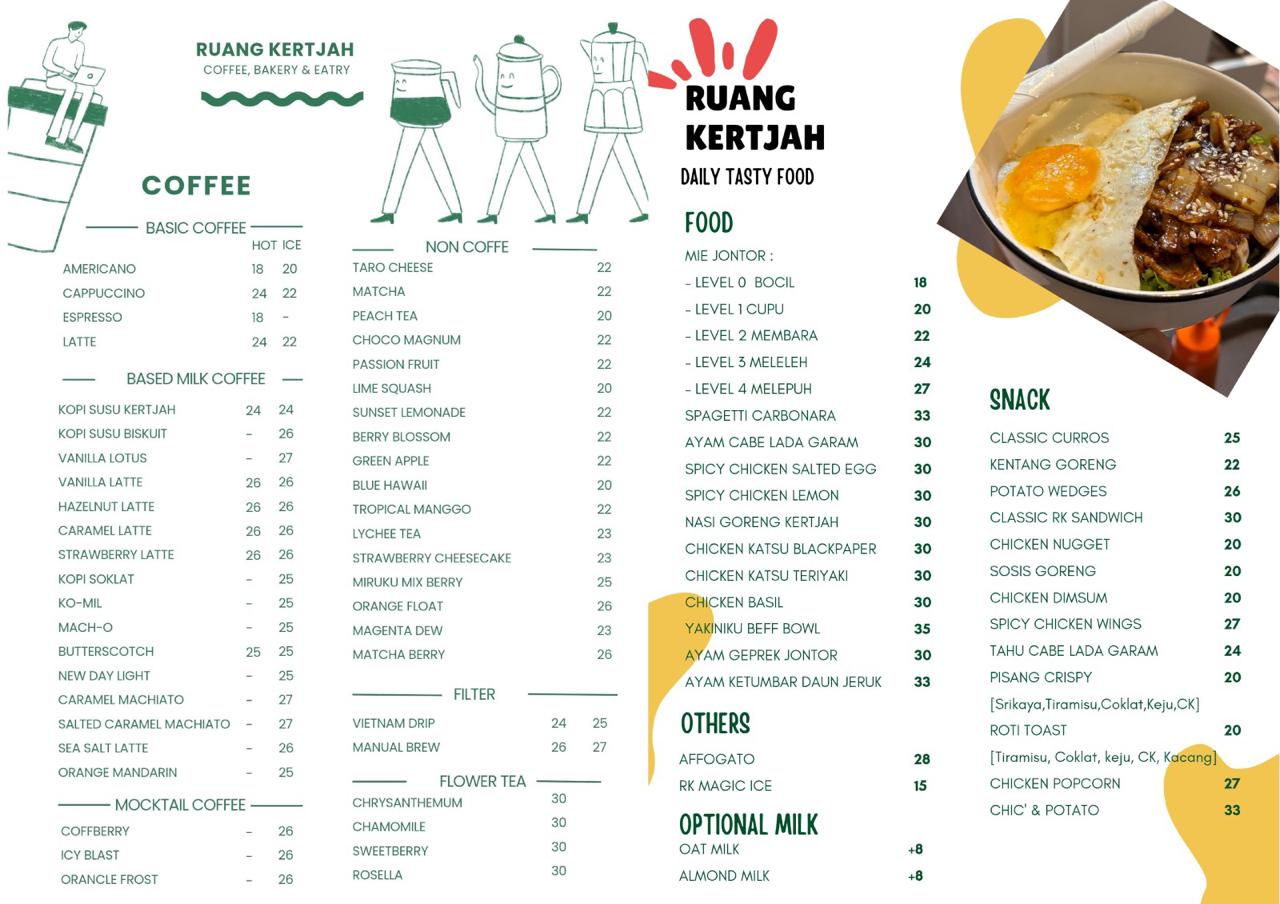 RUANG KERTJAH
COFFEE, BAKERY & EATRY
COFFEE
BASIC COFFEE
HOT ICE
AMERICANO 18 20
CAPPUCCINO 24 22
ESPRESSO 18 -
LATTE 24 22
BASED MILK COFFEE
KOPI SUSU KERTJAH 24 24
KOPI SUSU BISKUIT - 26
VANILLA LOTUS - 27
VANILLA LATTE 26 26
HAZELNUT LATTE 26 26
CARAMEL LATTE 26 26
STRAWBERRY LATTE 26 26
KOPI SOKLAT - 25
KO-MIL - 25
MACH-O - 25
BUTTERSCOTCH 25 25
NEW DAY LIGHT - 25
CARAMEL MACHIATO - 27
SALTED CARAMEL MACHIATO - 27
SEA SALT LATTE - 26
ORANGE MANDARIN - 25
MOCKTAIL COFFEE
COFFBERRY - 26
ICY BLAST - 26
ORANCLE FROST - 26
NON COFFE
TARO CHEESE 22
MATCHA 22
PEACH TEA 20
CHOCO MAGNUM 22
PASSION FRUIT 22
LIME SQUASH 20
SUNSET LEMONADE 22
BERRY BLOSSOM 22
GREEN APPLE 22
BLUE HAWAII 20
TROPICAL MANGGO 22
LYCHEE TEA 23
STRAWBERRY CHEESECAKE 23
MIRUKU MIX BERRY 25
ORANGE FLOAT 26
MAGENTA DEW 23
MATCHA BERRY 26
FILTER
VIETNAM DRIP 24 25
MANUAL BREW 26 27
FLOWER TEA
CHRYSANTHEMUM 30
CHAMOMILE 30
SWEETBERRY 30
ROSELLA 30
RUANG
KERTJAH
DAILY TASTY FOOD
FOOD
MIE JONTOR :
- LEVEL 0 BOCIL 18
- LEVEL 1 CUPU 20
- LEVEL 2 MEMBARA 22
- LEVEL 3 MELELEH 24
- LEVEL 4 MELEPUH 27
SPAGETTI CARBONARA 33
AYAM CABE LADA GARAM 30
SPICY CHICKEN SALTED EGG 30
SPICY CHICKEN LEMON 30
NASI GORENG KERTJAH 30
CHICKEN KATSU BLACKPAPER 30
CHICKEN KATSU TERIYAKI 30
CHICKEN BASIL 30
YAKINIKU BEFF BOWL 35
AYAM GEPREK JONTOR 30
AYAM KETUMBAR DAUN JERUK 33
OTHERS
AFFOGATO 28
RK MAGIC ICE 15
OPTIONAL MILK
OAT MILK +8
ALMOND MILK +8
SNACK
CLASSIC CURROS 25
KENTANG GORENG 22
POTATO WEDGES 26
CLASSIC RK SANDWICH 30
CHICKEN NUGGET 20
SOSIS GORENG 20
CHICKEN DIMSUM 20
SPICY CHICKEN WINGS 27
TAHU CABE LADA GARAM 24
PISANG CRISPY 20
[Srikaya,Tiramisu,Coklat,Keju,CK]
ROTI TOAST 20
[Tiramisu, Coklat, keju, CK, Kacang]
CHICKEN POPCORN 27
CHIC' & POTATO 33